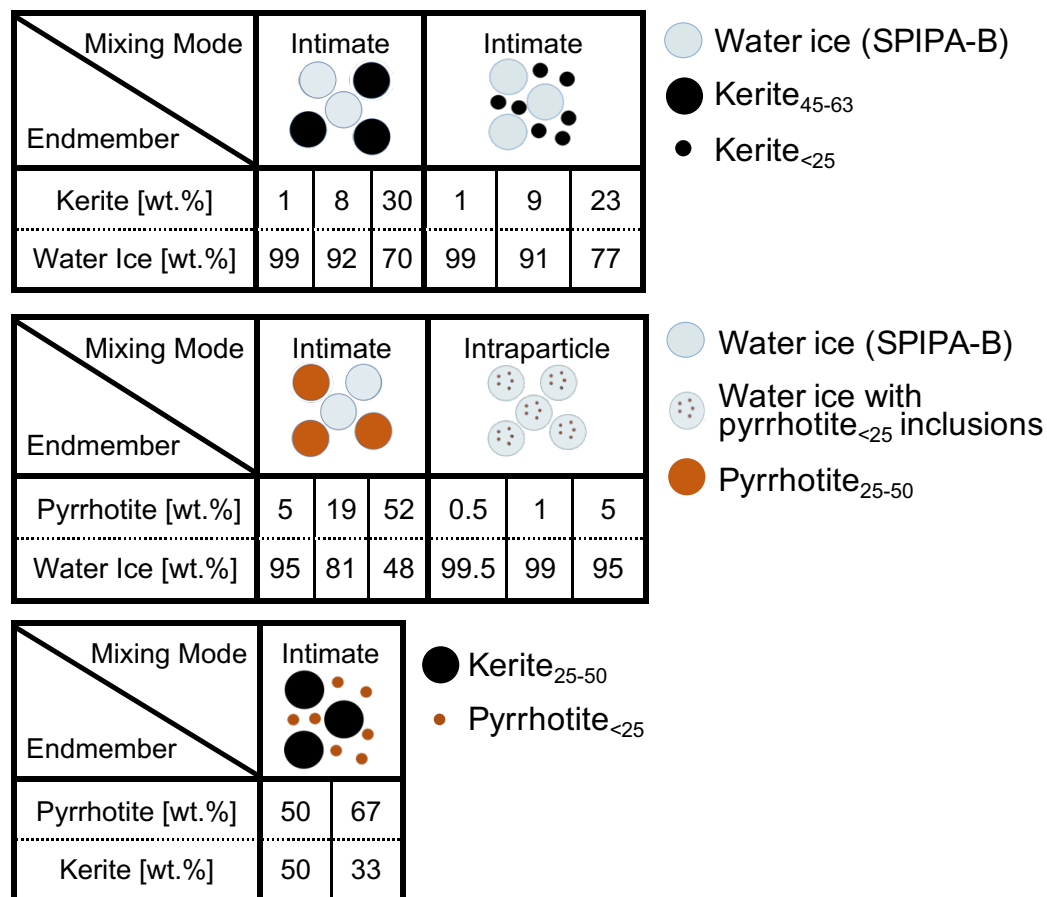 Mixing Mode Intimate Intimate
Endmember
Kerite [wt.%] 1 8 30 1 9 23
Water Ice [wt.%] 99 92 70 99 91 77
Water ice (SPIPA-B)
Kerite45-63
Kerite<25
Mixing Mode Intimate Intraparticle
Endmember
Pyrrhotite [wt.%] 5 19 52 0.5 1 5
Water Ice [wt.%] 95 81 48 99.5 99 95
Water ice (SPIPA-B)
Water ice with
pyrrhotite<25 inclusions
Pyrrhotite25-50
Mixing Mode Intimate
Endmember
Pyrrhotite [wt.%] 50 67
Kerite [wt.%] 50 33
Kerite25-50
Pyrrhotite<25